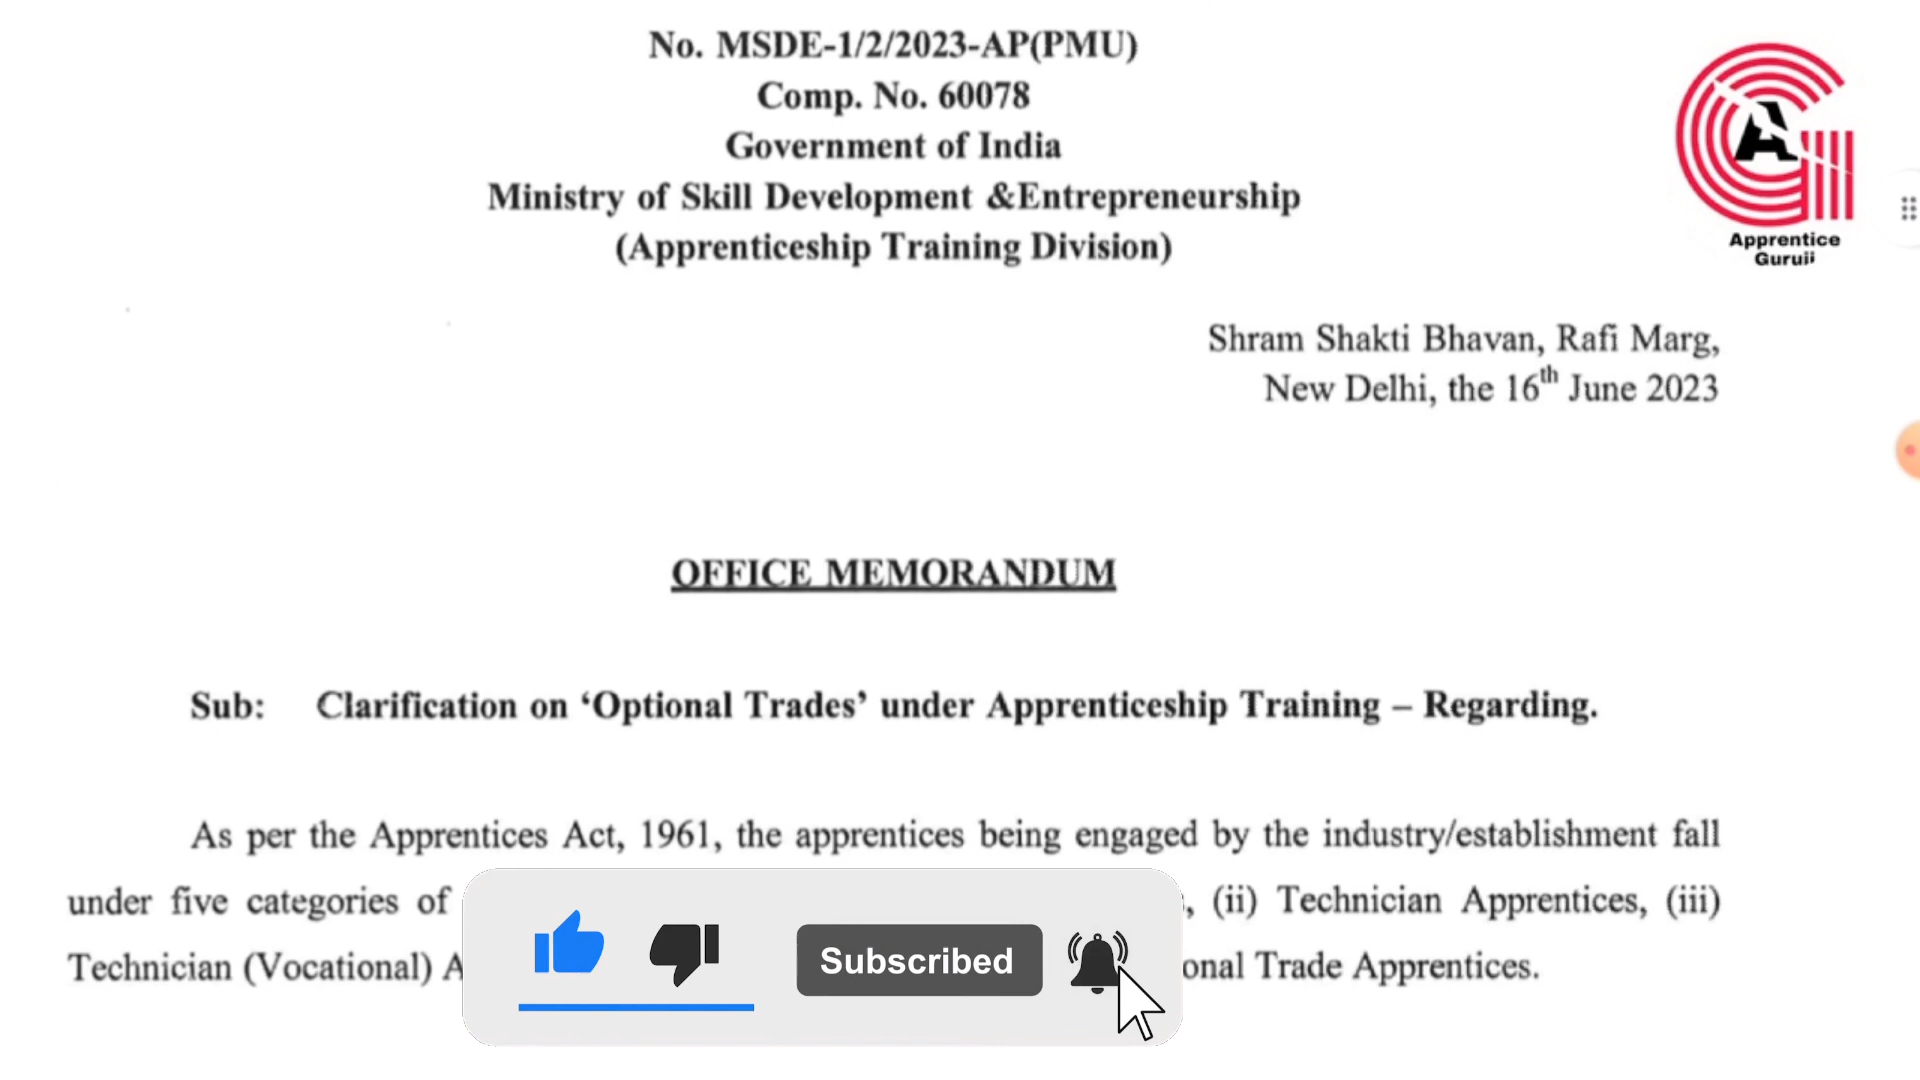 No. MSDE-1/2/2023-AP(PMU)
Comp. No. 60078
Government of India
Ministry of Skill Development &Entrepreneurship
(Apprenticeship Training Division)
A
Apprentice
Guruji
Shram Shakti Bhavan, Rafi Marg,
New Delhi, the 16th June 2023
OFFICE MEMORANDUM
Sub: Clarification on ‘Optional Trades’ under Apprenticeship Training – Regarding.
As per the Apprentices Act, 1961, the apprentices being engaged by the industry/establishment fall
under five categories of , (ii) Technician Apprentices, (iii)
Technician (Vocational) A onal Trade Apprentices.
Subscribed